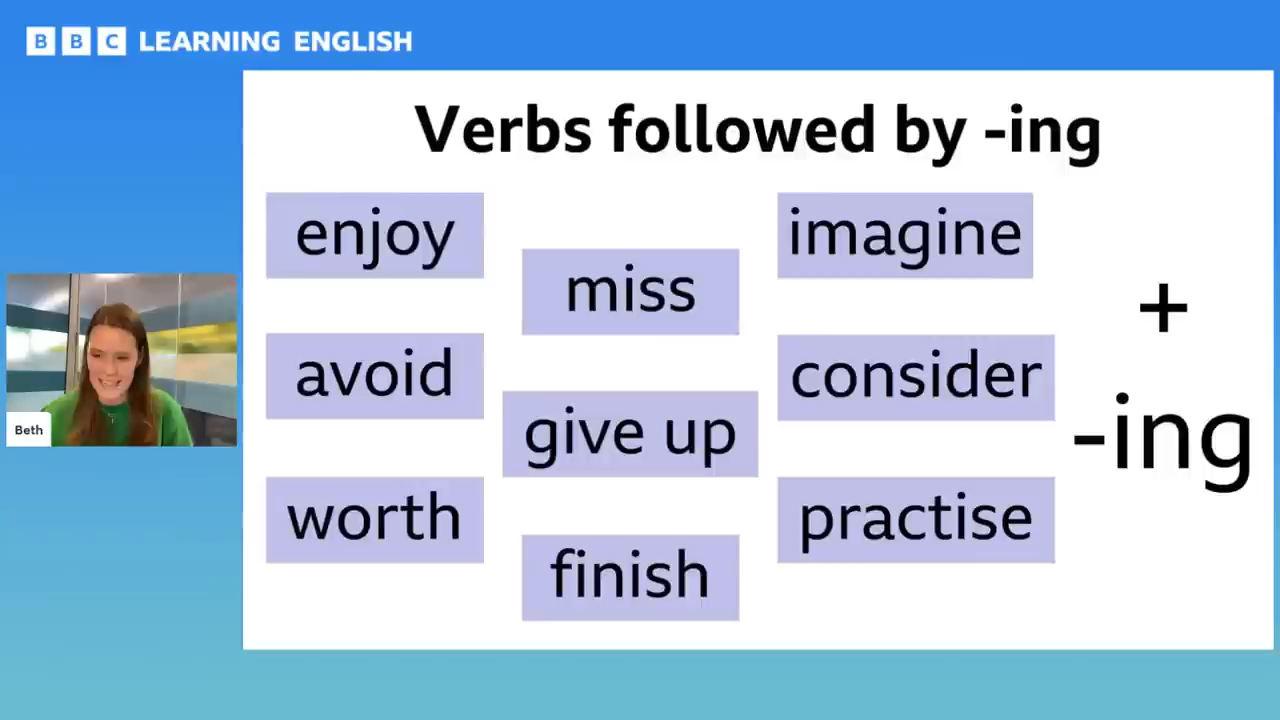 BBC LEARNING ENGLISH
Verbs followed by -ing
enjoy
miss
imagine
avoid
give up
consider
worth
finish
practise
+
-ing
Beth